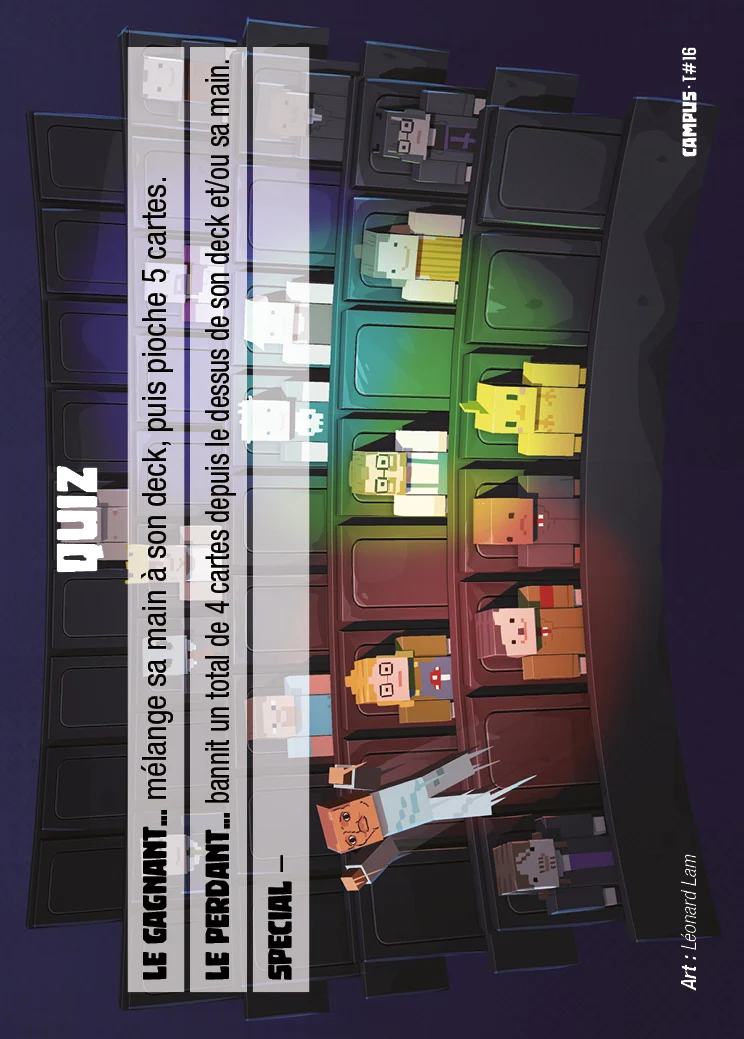 QUIZ
LE GAGNANT... mélange sa main à son deck, puis pioche 5 cartes.
LE PERDANT... bannit un total de 4 cartes depuis le dessus de son deck et/ou sa main.
SPECIAL –
Art : Léonard Lam
CAMPUS · T#16